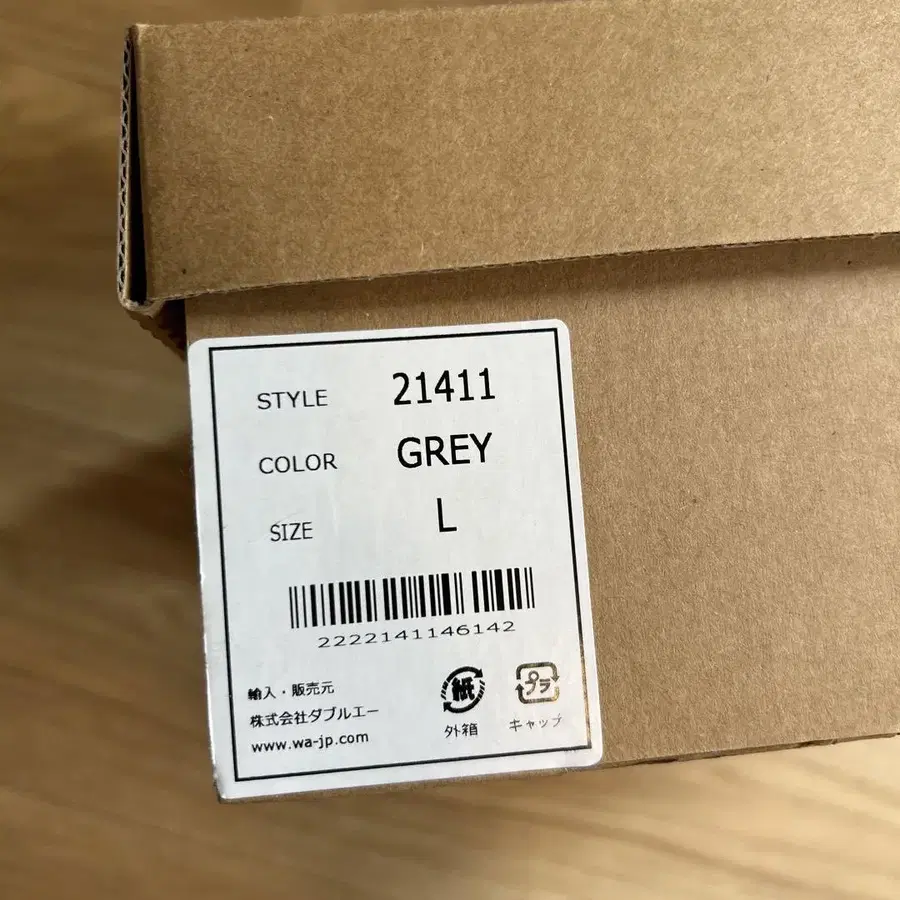 STYLE 21411
COLOR GREY
SIZE L
2222141146142
輸入・販売元
株式会社ダブルエー
www.wa-jp.com
紙
外箱
プラ
キャップ